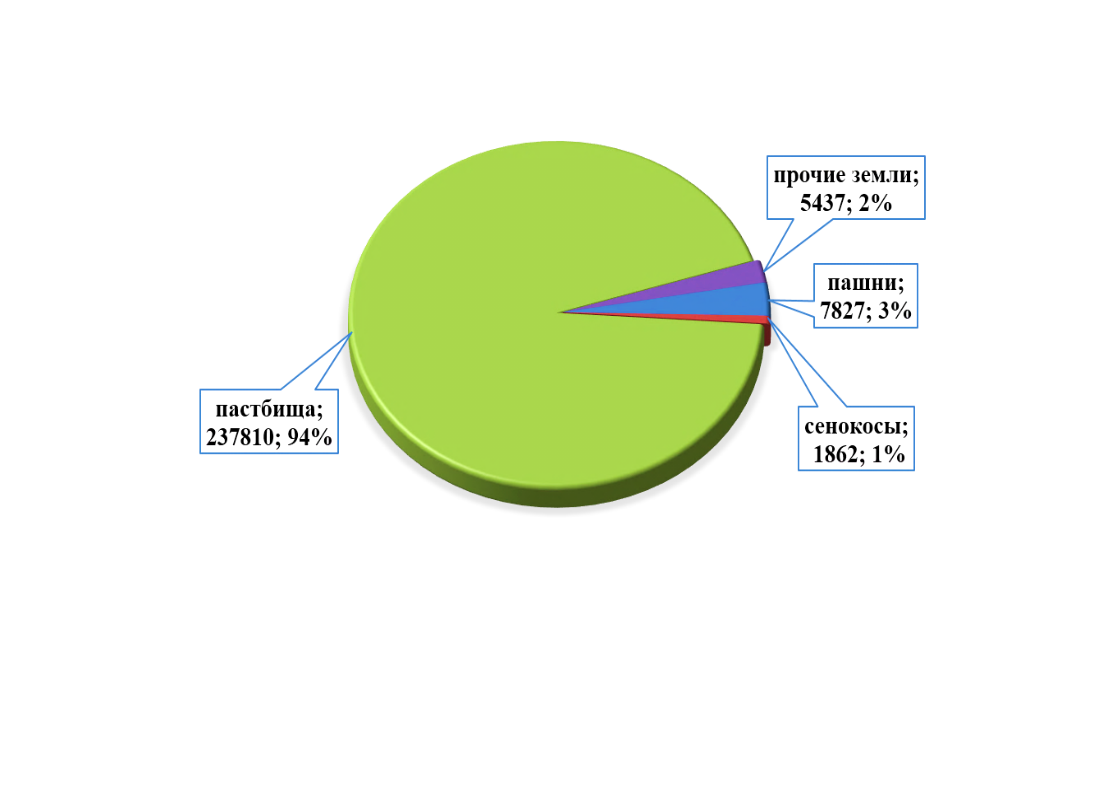 прочие земли;
5437; 2%
пашни;
7827; 3%
пастбища;
237810; 94%
сенокосы;
1862; 1%